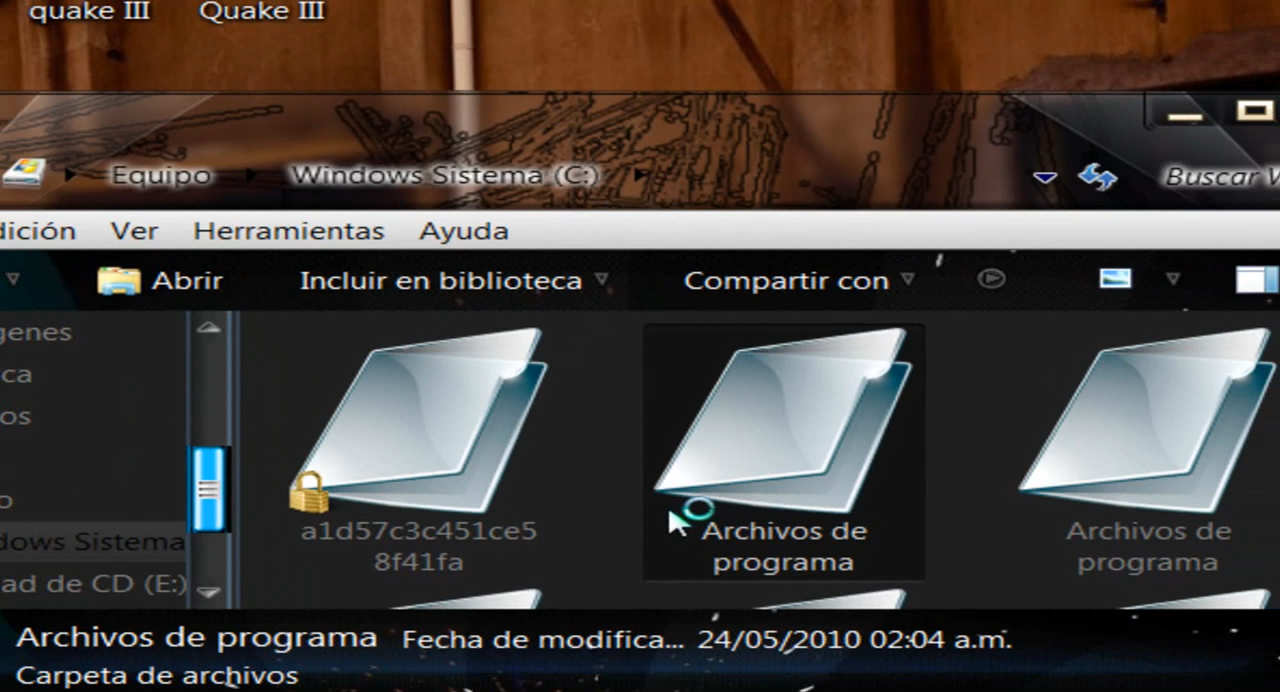 quake III Quake III
Equipo Windows Sistema (C:) Buscar
dición Ver Herramientas Ayuda
Abrir Incluir en biblioteca Compartir con
genes
ca
os
o
dows Sistema
ad de CD (E:)
a1d57c3c451ce5
8f41fa
Archivos de
programa
Archivos de
programa
Archivos de programa Fecha de modifica... 24/05/2010 02:04 a.m.
Carpeta de archivos